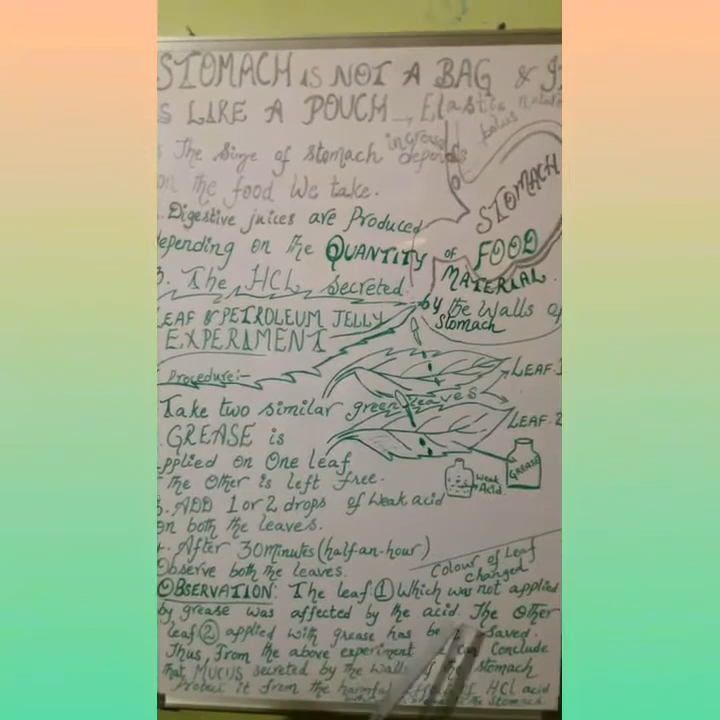 STOMACH IS NOT A BAG &
S LIKE A POUCH → Elastic nature
bolus
The Size of stomach increase depends
on the food We take.
STOMACH
Digestive juices are Produced
depending on the QUANTITY of FOOD
MATERIAL.
3. The HCL secreted by the Walls of
Stomach
LEAF & PETROLEUM JELLY
EXPERIMENT
Procedure:-
LEAF.1
Take two similar green leaves
LEAF.2
GREASE is
applied on One leaf
The Other is left free.
GREASE
Weak
Acid
3. ADD 1 or 2 drops of Weak acid
on both the leaves.
4. After 30 minutes (half-an-hour)
Observe both the leaves.
Colour of Leaf
changed
OBSERVATION: The leaf ① Which was not applied
by grease was affected by the acid. The Other
leaf ② applied with grease has be Saved.
Thus, From the above experiment can Conclude
that MUCUS secreted by the walls of the stomach
Protect it from the harmful HCl acid
the Stomach